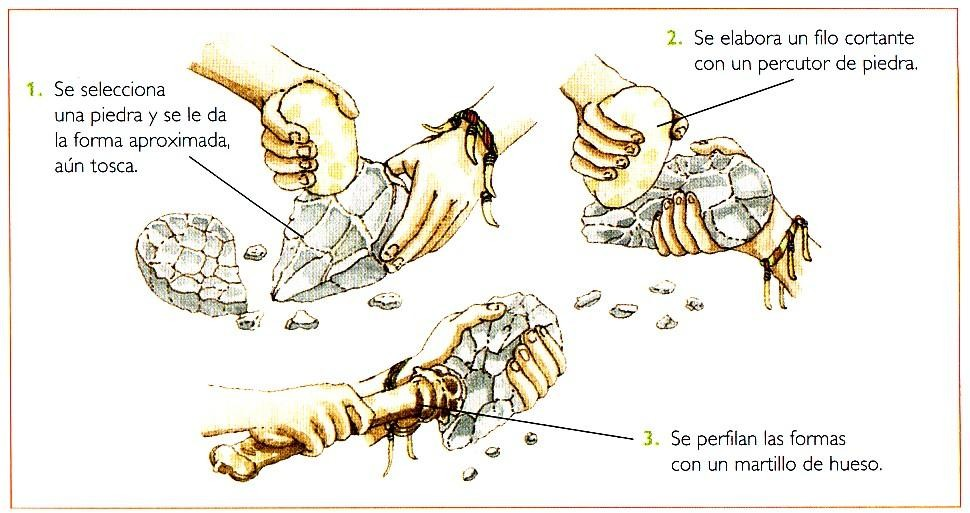 1. Se selecciona
una piedra y se le da
la forma aproximada,
aún tosca.
2. Se elabora un filo cortante
con un percutor de piedra.
3. Se perfilan las formas
con un martillo de hueso.